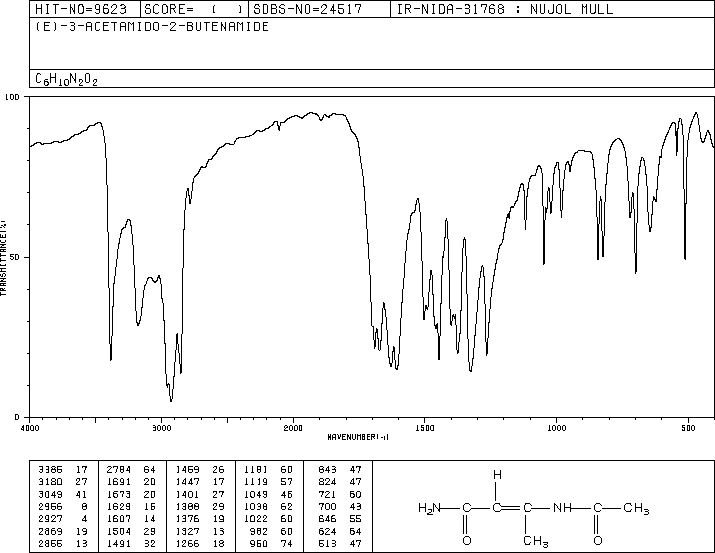 HIT-NO=9623 SCORE= ( ) SDBS-NO=24517 IR-NIDA-31768 : NUJOL MULL
(E)-3-ACETAMIDO-2-BUTENAMIDE
C6H10N2O2
100
50
0
TRANSMITTANCE(%)
4000 3000 2000 1500 1000 500
WAVENUMBER(-1)
3385 17 2784 64 1459 26 1181 60 843 47
3180 27 1691 20 1447 17 1119 57 824 47
3049 41 1673 20 1401 27 1049 46 721 60
2956 8 1629 15 1388 29 1038 62 700 43
2927 4 1607 14 1376 19 1022 60 646 55
2869 19 1504 29 1327 13 982 60 624 64
2855 13 1491 32 1266 18 950 74 513 47
H
H2N C C C NH C CH3
O CH3 O